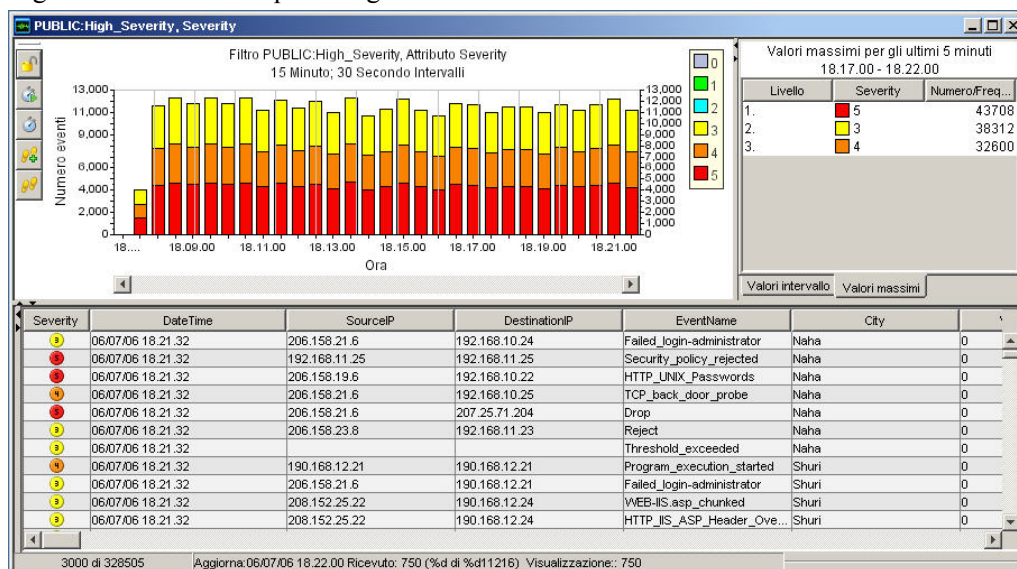 PUBLIC:High_Severity, Severity
Filtro PUBLIC:High_Severity, Attributo Severity
15 Minuto; 30 Secondo Intervalli
13,000
11,000
9,000
6,000
4,000
2,000
0
Numero eventi
13,000
12,000
11,000
10,000
9,000
8,000
7,000
6,000
5,000
4,000
3,000
2,000
1,000
0
18.... 18.09.00 18.11.00 18.13.00 18.15.00 18.17.00 18.19.00 18.21.00
Ora
0
1
2
3
4
5
Valori massimi per gli ultimi 5 minuti
18.17.00 - 18.22.00
Livello Severity Numero/Freq...
1. 5 43708
2. 3 38312
3. 4 32600
Valori intervallo Valori massimi
Severity DateTime SourceIP DestinationIP EventName City
3 06/07/06 18.21.32 206.158.21.6 192.168.10.24 Failed_login-administrator Naha 0
5 06/07/06 18.21.32 192.168.11.25 192.168.11.25 Security_policy_rejected Naha 0
5 06/07/06 18.21.32 206.158.19.6 192.168.10.22 HTTP_UNIX_Passwords Naha 0
4 06/07/06 18.21.32 206.158.21.6 192.168.10.25 TCP_back_door_probe Naha 0
5 06/07/06 18.21.32 206.158.21.6 207.25.71.204 Drop Naha 0
3 06/07/06 18.21.32 206.158.23.8 192.168.11.23 Reject Naha 0
3 06/07/06 18.21.32 Threshold_exceeded Naha 0
4 06/07/06 18.21.32 190.168.12.21 190.168.12.21 Program_execution_started Shuri 0
3 06/07/06 18.21.32 206.158.21.6 190.168.12.21 Failed_login-administrator Shuri 0
3 06/07/06 18.21.32 208.152.25.22 190.168.12.24 WEB-IIS.asp_chunked Shuri 0
3 06/07/06 18.21.32 208.152.25.22 190.168.12.24 HTTP_IIS_ASP_Header_Ove... Shuri 0
3000 di 328505 Aggiorna:06/07/06 18.22.00 Ricevuto: 750 (%d di %d11216) Visualizzazione:: 750